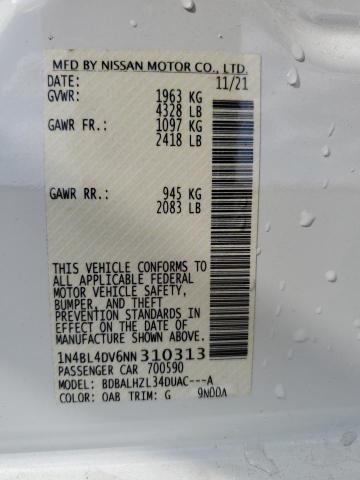 MFD BY NISSAN MOTOR CO., LTD.
DATE: 11/21
GVWR: 1963 KG
4328 LB
GAWR FR.: 1097 KG
2418 LB
GAWR RR.: 945 KG
2083 LB
THIS VEHICLE CONFORMS TO
ALL APPLICABLE FEDERAL
MOTOR VEHICLE SAFETY,
BUMPER, AND THEFT
PREVENTION STANDARDS IN
EFFECT ON THE DATE OF
MANUFACTURE SHOWN ABOVE.
1N4BL4DV6NN310313
PASSENGER CAR 700590
MODEL: BDBALHZL34DUAC---A
COLOR: QAB TRIM: G